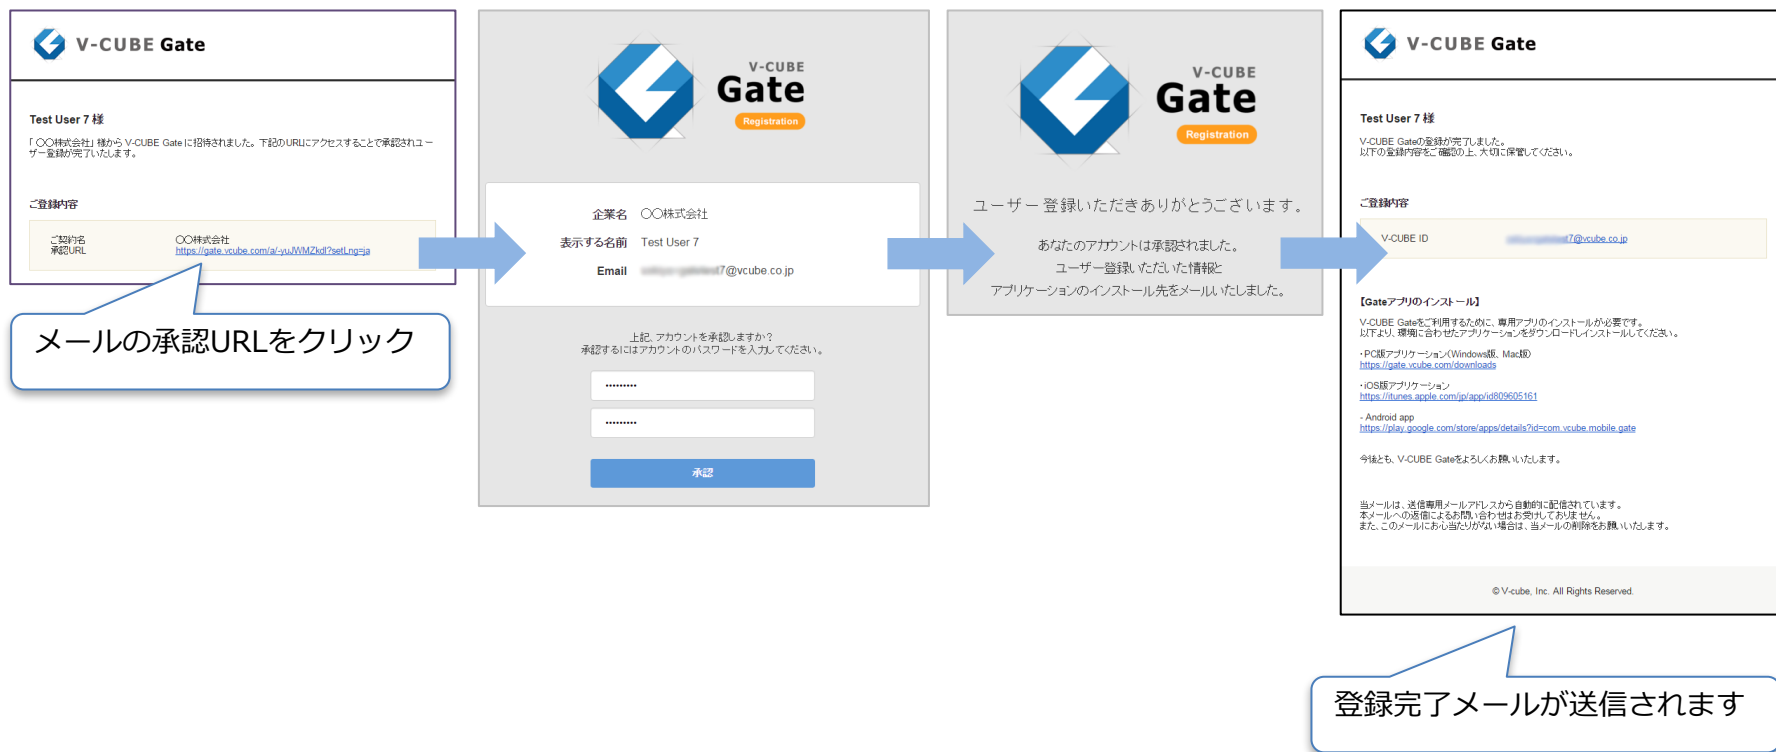 V-CUBE Gate
Test User 7 様
「〇〇株式会社」様から V-CUBE Gate に招待されました。下記のURLにアクセスすることで承認されユー
ザー登録が完了いたします。
ご登録内容
ご契約名 〇〇株式会社
承認URL https://gate.vcube.com/a/-yuJWMZkdl?setLng=ja
メールの承認URLをクリック
V-CUBE
Gate
Registration
企業名 〇〇株式会社
表示する名前 Test User 7
Email 7@vcube.co.jp
上記、アカウントを承認しますか?
承認するにはアカウントのパスワードを入力してください。
•••••••••
•••••••••
承認
V-CUBE
Gate
Registration
ユーザー登録いただきありがとうございます。
あなたのアカウントは承認されました。
ユーザー登録いただいた情報と
アプリケーションのインストール先をメールいたしました。
V-CUBE Gate
Test User 7 様
V-CUBE Gateの登録が完了しました。
以下の登録内容をご確認の上、大切に保管してください。
ご登録内容
V-CUBE ID 7@vcube.co.jp
【Gateアプリのインストール】
V-CUBE Gateをご利用するために、専用アプリのインストールが必要です。
以下より、環境に合わせたアプリケーションをダウンロードしインストールしてください。
・PC版アプリケーション(Windows版、Mac版)
https://gate.vcube.com/downloads
・iOS版アプリケーション
https://itunes.apple.com/jp/app/id809605161
- Android app
https://play.google.com/store/apps/details?id=com.vcube.mobile.gate
今後とも、V-CUBE Gateをよろしくお願いいたします。
当メールは、送信専用メールアドレスから自動的に配信されています。
本メールへの返信によるお問い合わせはお受けしておりません。
また、このメールにお心当たりがない場合は、当メールの削除をお願いいたします。
© V-cube, Inc. All Rights Reserved.
登録完了メールが送信されます